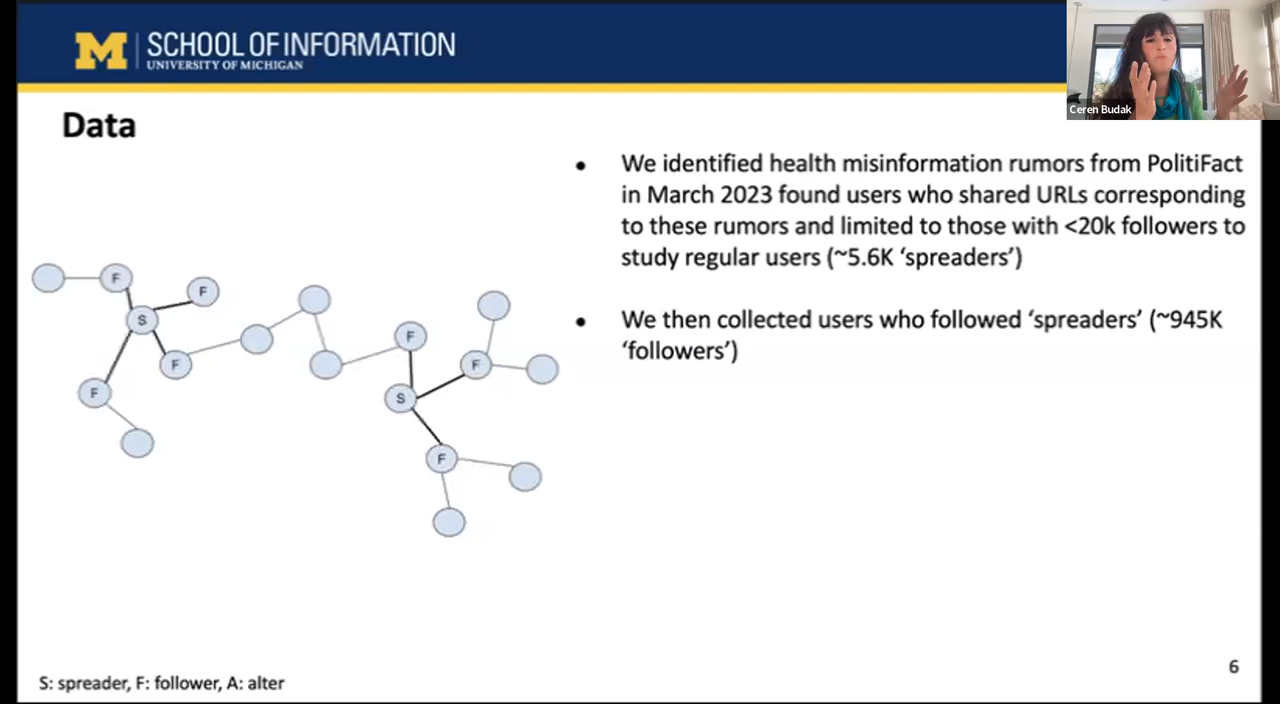 M
SCHOOL OF INFORMATION
UNIVERSITY OF MICHIGAN
Ceren Budak
Data
• We identified health misinformation rumors from PolitiFact
in March 2023 found users who shared URLs corresponding
to these rumors and limited to those with <20k followers to
study regular users (~5.6K ‘spreaders’)
• We then collected users who followed ‘spreaders’ (~945K
‘followers’)
F
F
S
F
F
F
F
S
F
S: spreader, F: follower, A: alter
6